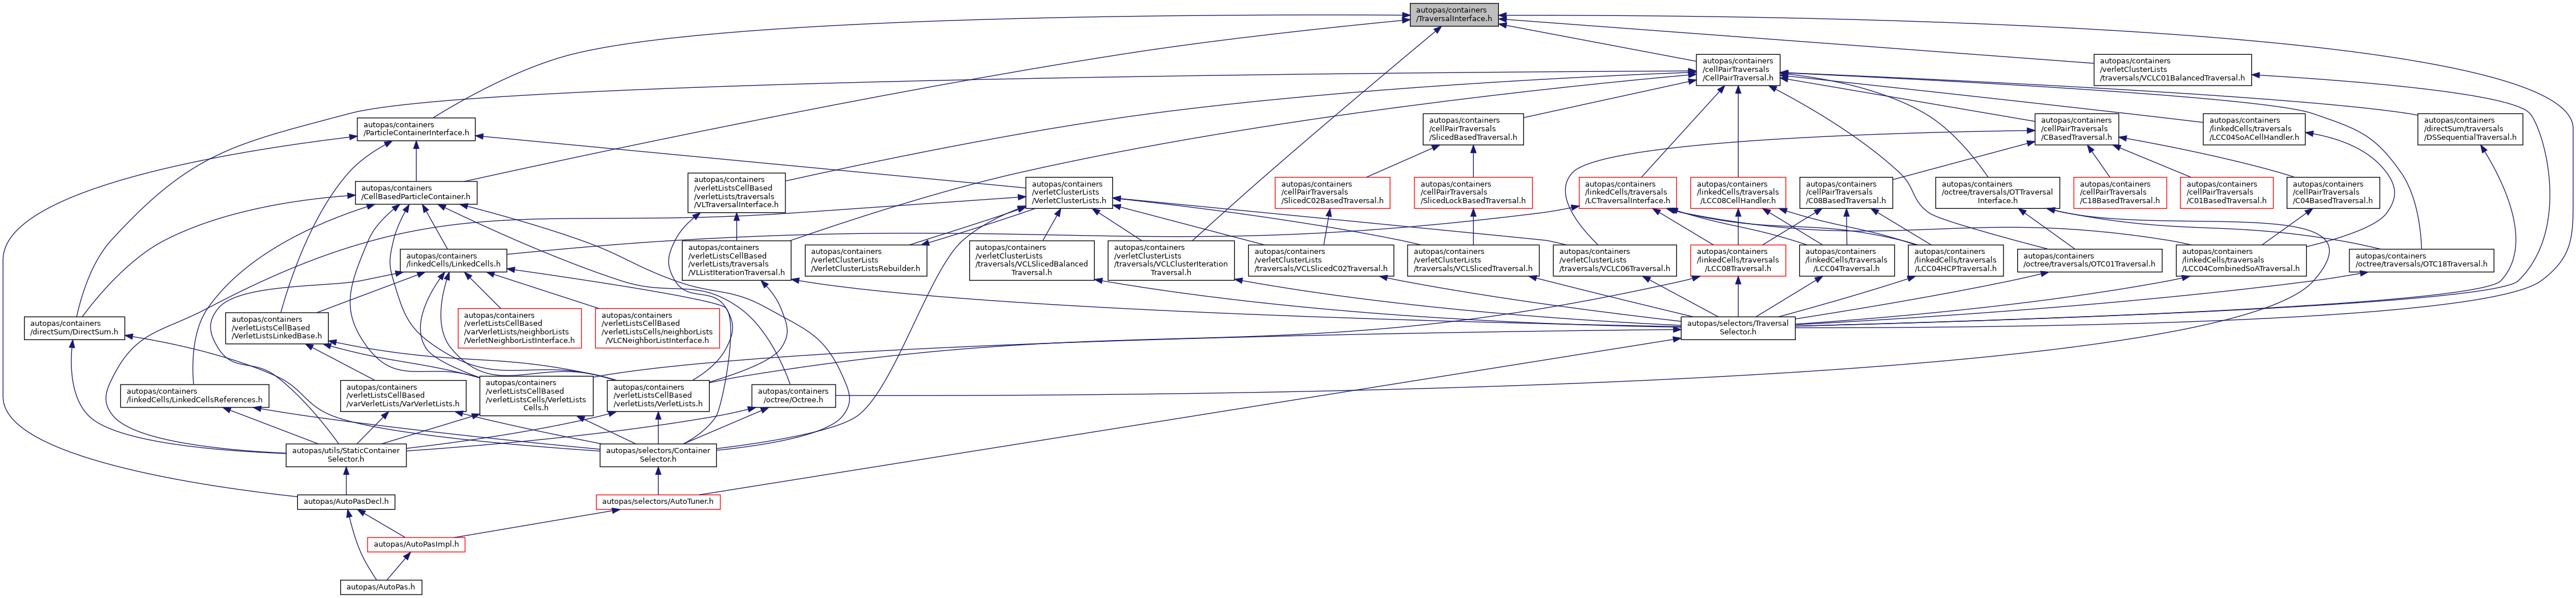 autopas/containers
/TraversalInterface.h
autopas/containers
/cellPairTraversals
/CellPairTraversal.h
autopas/containers
/verletClusterLists
/traversals/VCLC01BalancedTraversal.h
autopas/containers
/ParticleContainerInterface.h
autopas/containers
/cellPairTraversals
/SlicedBasedTraversal.h
autopas/containers
/cellPairTraversals
/CBasedTraversal.h
autopas/containers
/linkedCells/traversals
/LCC04SoACellHandler.h
autopas/containers
/directSum/traversals
/DSSequentialTraversal.h
autopas/containers
/CellBasedParticleContainer.h
autopas/containers
/verletListsCellBased
/verletLists/traversals
/VLTraversalInterface.h
autopas/containers
/verletClusterLists
/VerletClusterLists.h
autopas/containers
/cellPairTraversals
/SlicedC02BasedTraversal.h
autopas/containers
/cellPairTraversals
/SlicedLockBasedTraversal.h
autopas/containers
/linkedCells/traversals
/LCTraversalInterface.h
autopas/containers
/linkedCells/traversals
/LCC08CellHandler.h
autopas/containers
/cellPairTraversals
/C08BasedTraversal.h
autopas/containers
/octree/traversals/OTTraversal
Interface.h
autopas/containers
/cellPairTraversals
/C18BasedTraversal.h
autopas/containers
/cellPairTraversals
/C01BasedTraversal.h
autopas/containers
/cellPairTraversals
/C04BasedTraversal.h
autopas/containers
/linkedCells/LinkedCells.h
autopas/containers
/verletListsCellBased
/verletLists/traversals
/VLListIterationTraversal.h
autopas/containers
/verletClusterLists
/VerletClusterListsRebuilder.h
autopas/containers
/verletClusterLists
/traversals/VCLSlicedBalanced
Traversal.h
autopas/containers
/verletClusterLists
/traversals/VCLClusterIteration
Traversal.h
autopas/containers
/verletClusterLists
/traversals/VCLSlicedC02Traversal.h
autopas/containers
/verletClusterLists
/traversals/VCLSlicedTraversal.h
autopas/containers
/verletClusterLists
/traversals/VCLC06Traversal.h
autopas/containers
/linkedCells/traversals
/LCC08Traversal.h
autopas/containers
/linkedCells/traversals
/LCC04Traversal.h
autopas/containers
/linkedCells/traversals
/LCC04HCPTraversal.h
autopas/containers
/octree/traversals/OTC01Traversal.h
autopas/containers
/linkedCells/traversals
/LCC04CombinedSoATraversal.h
autopas/containers
/octree/traversals/OTC18Traversal.h
autopas/containers
/directSum/DirectSum.h
autopas/containers
/verletListsCellBased
/VerletListsLinkedBase.h
autopas/containers
/verletListsCellBased
/varVerletLists/neighborLists
/VerletNeighborListInterface.h
autopas/containers
/verletListsCellBased
/verletListsCells/neighborLists
/VLCNeighborListInterface.h
autopas/selectors/Traversal
Selector.h
autopas/containers
/linkedCells/LinkedCellsReferences.h
autopas/containers
/verletListsCellBased
/varVerletLists/VarVerletLists.h
autopas/containers
/verletListsCellBased
/verletListsCells/VerletLists
Cells.h
autopas/containers
/verletListsCellBased
/verletLists/VerletLists.h
autopas/containers
/octree/Octree.h
autopas/utils/StaticContainer
Selector.h
autopas/selectors/Container
Selector.h
autopas/AutoPasDecl.h
autopas/selectors/AutoTuner.h
autopas/AutoPasImpl.h
autopas/AutoPas.h